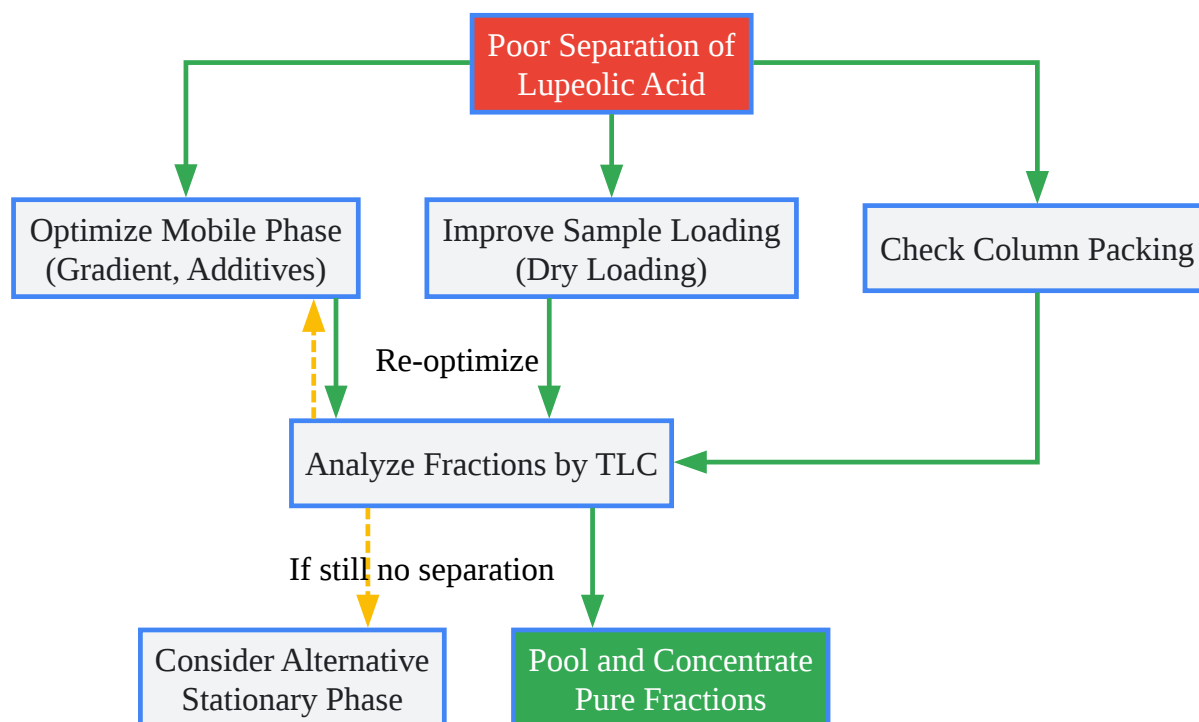 Poor Separation of
Lupeolic Acid
Optimize Mobile Phase
(Gradient, Additives)
Improve Sample Loading
(Dry Loading)
Check Column Packing
Re-optimize
Analyze Fractions by TLC
If still no separation
Consider Alternative
Stationary Phase
Pool and Concentrate
Pure Fractions